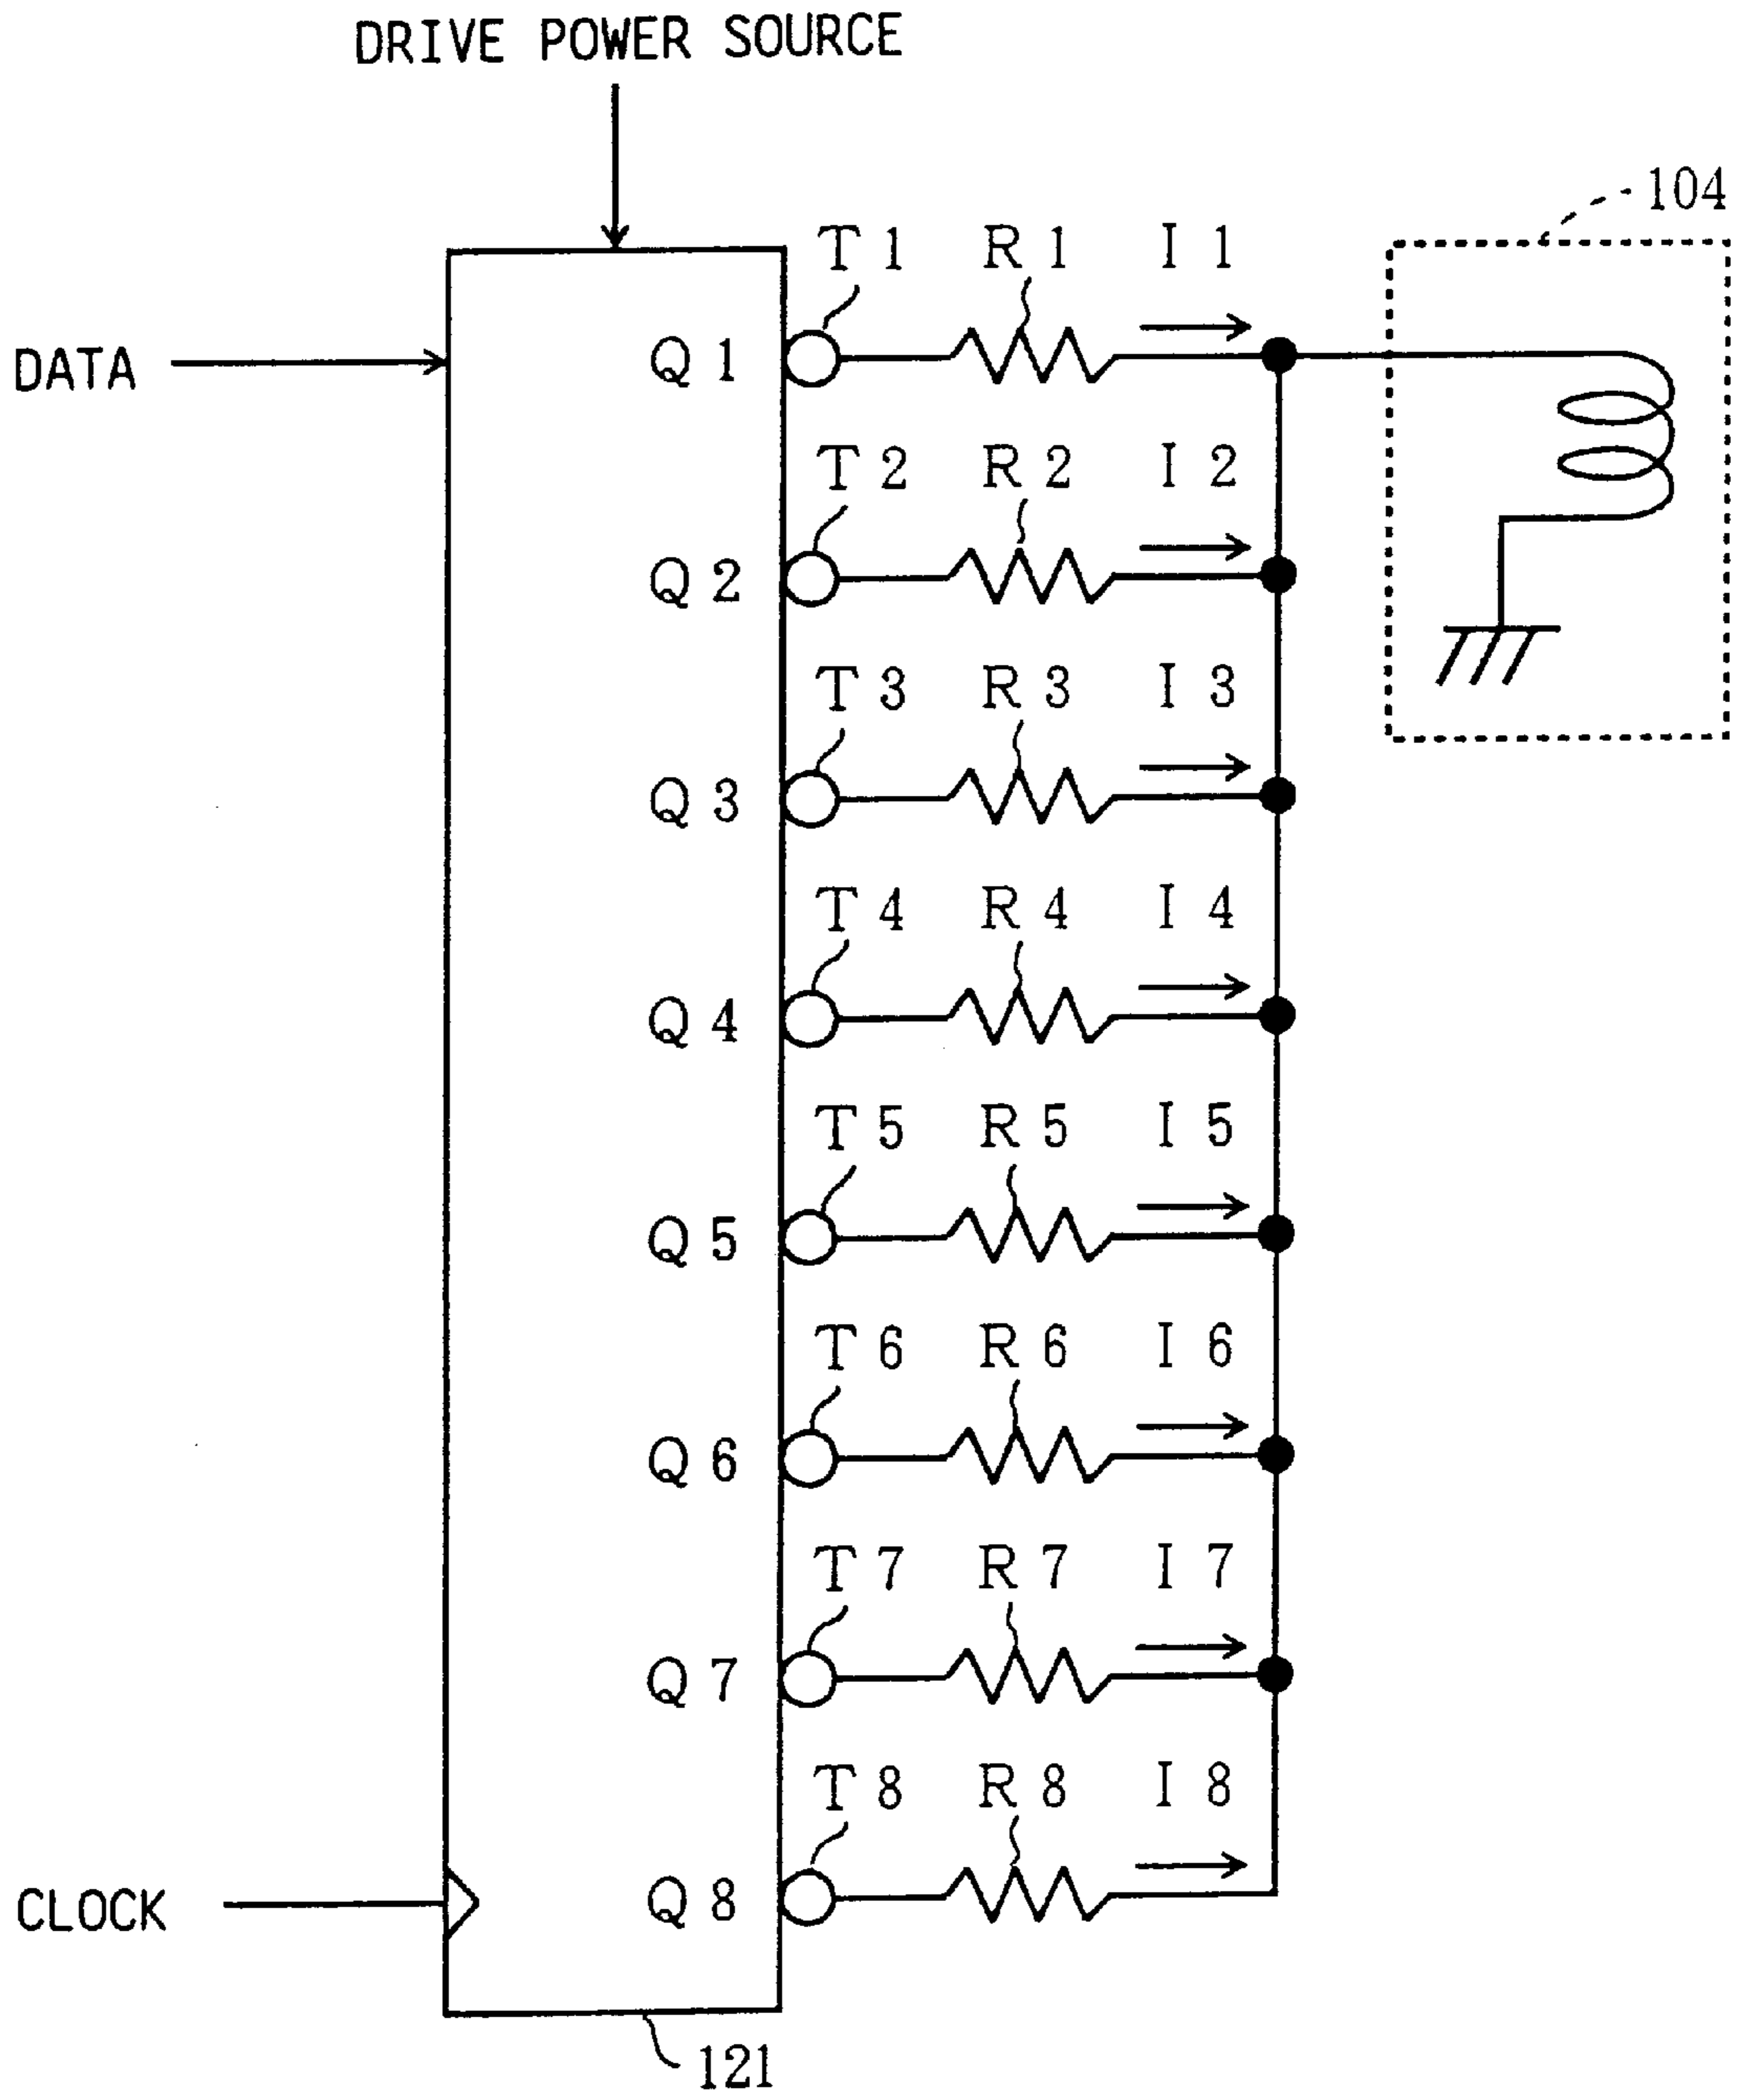 DRIVE POWER SOURCE
104
T1 R1 I1
DATA
Q1
T2 R2 I2
Q2
T3 R3 I3
Q3
T4 R4 I4
Q4
T5 R5 I5
Q5
T6 R6 I6
Q6
T7 R7 I7
Q7
T8 R8 I8
CLOCK
Q8
121